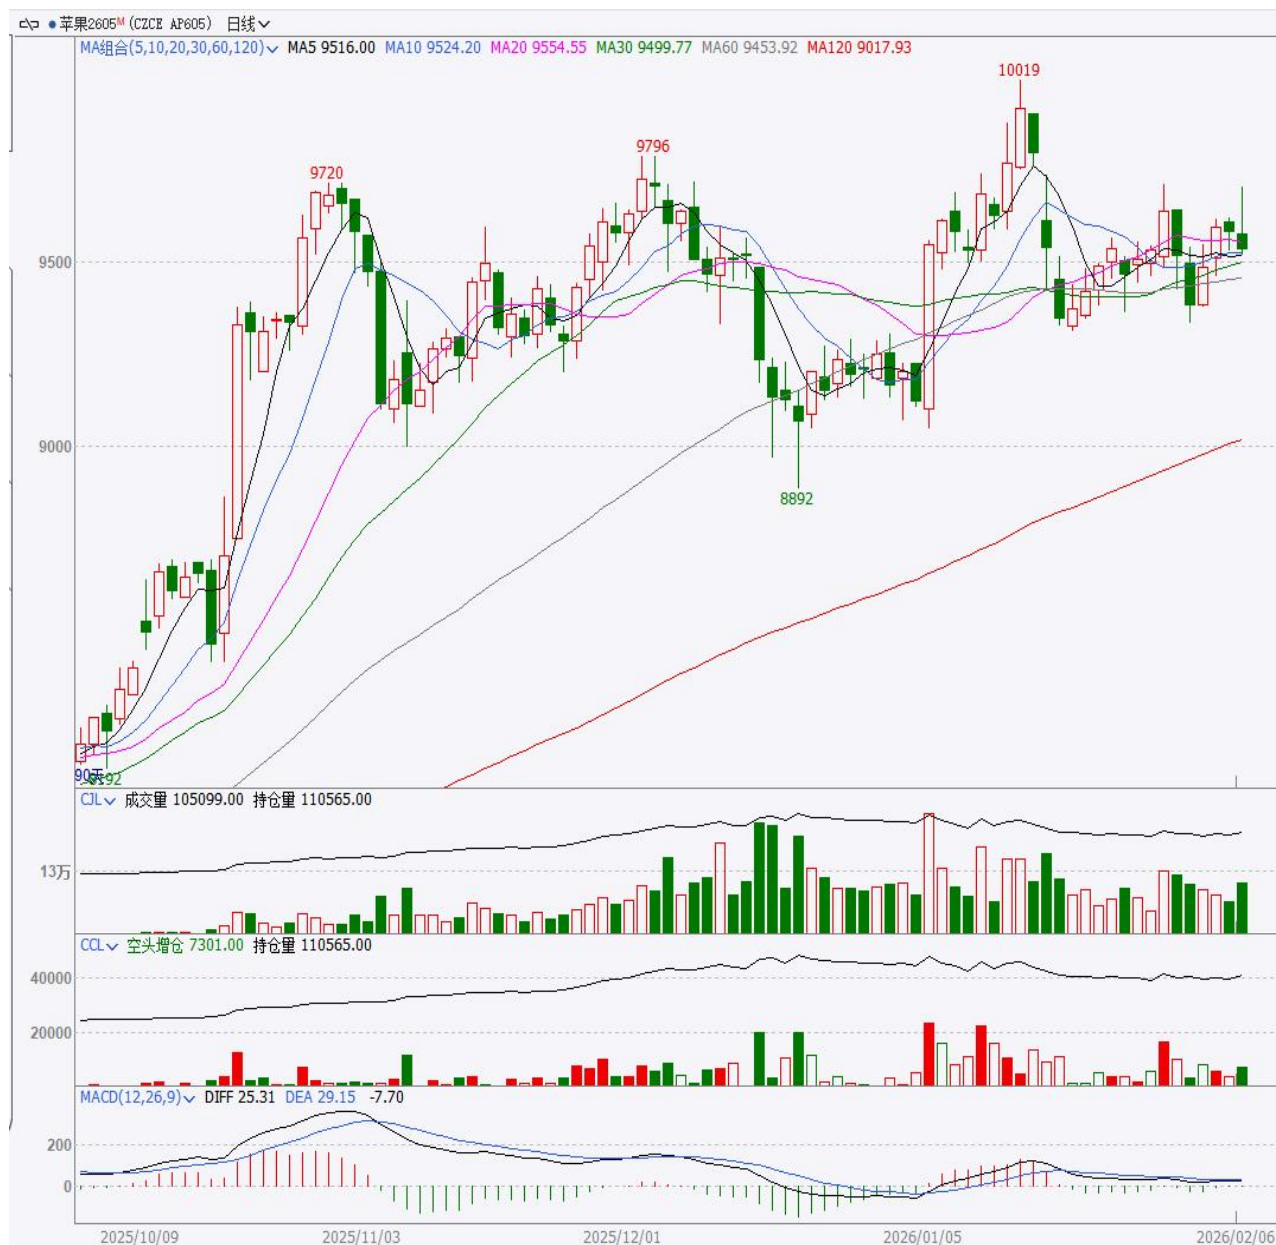 苹果2605M (CZCE AP605) 日线
MA组合(5,10,20,30,60,120) MA5 9516.00 MA10 9524.20 MA20 9554.55 MA30 9499.77 MA60 9453.92 MA120 9017.93
10019
9796
9720
9500
9000
8892
90天
CJL 成交量 105099.00 持仓量 110565.00
13万
CCL 空头增仓 7301.00 持仓量 110565.00
40000
20000
MACD(12,26,9) DIFF 25.31 DEA 29.15 -7.70
200
0
2025/10/09 2025/11/03 2025/12/01 2026/01/05 2026/02/06